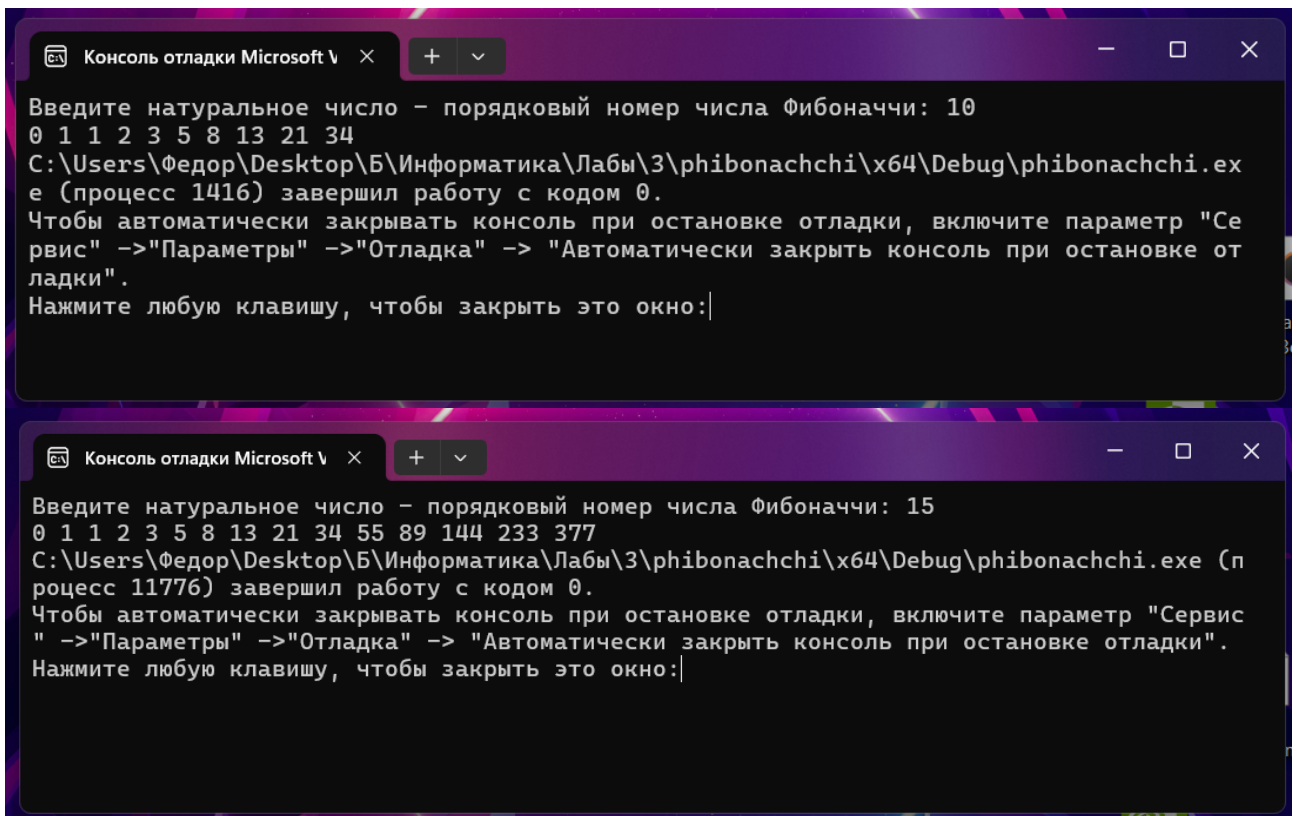 Консоль отладки Microsoft V
Введите натуральное число – порядковый номер числа Фибоначчи: 10
0 1 1 2 3 5 8 13 21 34
C:\Users\Федор\Desktop\Б\Информатика\Лабы\3\phibonachchi\x64\Debug\phibonachchi.ex
e (процесс 1416) завершил работу с кодом 0.
Чтобы автоматически закрывать консоль при остановке отладки, включите параметр "Се
рвис" ->"Параметры" ->"Отладка" -> "Автоматически закрыть консоль при остановке от
ладки".
Нажмите любую клавишу, чтобы закрыть это окно:
Консоль отладки Microsoft V
Введите натуральное число – порядковый номер числа Фибоначчи: 15
0 1 1 2 3 5 8 13 21 34 55 89 144 233 377
C:\Users\Федор\Desktop\Б\Информатика\Лабы\3\phibonachchi\x64\Debug\phibonachchi.exe (п
роцесс 11776) завершил работу с кодом 0.
Чтобы автоматически закрывать консоль при остановке отладки, включите параметр "Сервис
" ->"Параметры" ->"Отладка" -> "Автоматически закрыть консоль при остановке отладки".
Нажмите любую клавишу, чтобы закрыть это окно: